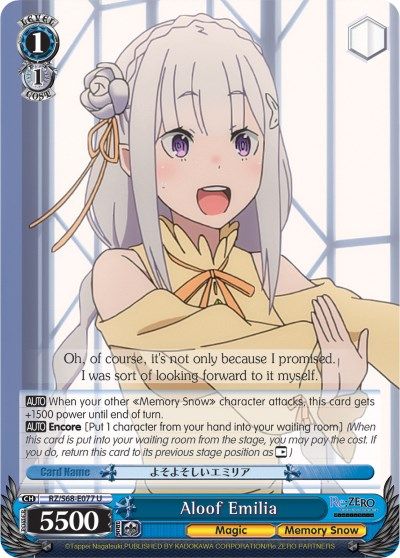 LEVEL
1
1
COST
Oh, of course, it's not only because I promised.
I was sort of looking forward to it myself.
AUTO When your other «Memory Snow» character attacks, this card gets
+1500 power until end of turn.
AUTO Encore [Put 1 character from your hand into your waiting room] (When
this card is put into your waiting room from the stage, you may pay the cost. If
you do, return this card to its previous position as
Card Name よそよそしいエミリア
CH RZ/S68-E077 U
Aloof Emilia
Re:ZERO
POWER 5500
Magic Memory Snow
©Tappei Nagatsuki,PUBLISHED BY KADOKAWA CORPORATION/Re:ZERO PARTNERS